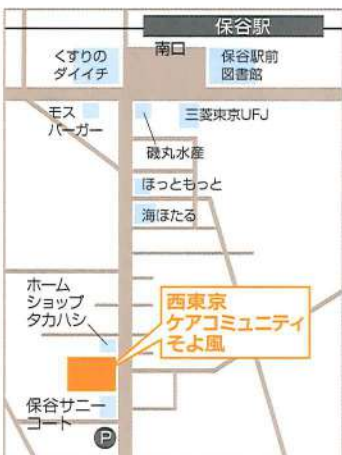 保谷駅
南口
くすりの
ダイイチ
保谷駅前
図書館
モス
バーガー
三菱東京UFJ
磯丸水産
ほっともっと
海ほたる
ホーム
ショップ
タカハシ
西東京
ケアコミュニティ
そよ風
保谷サニー
コート
P